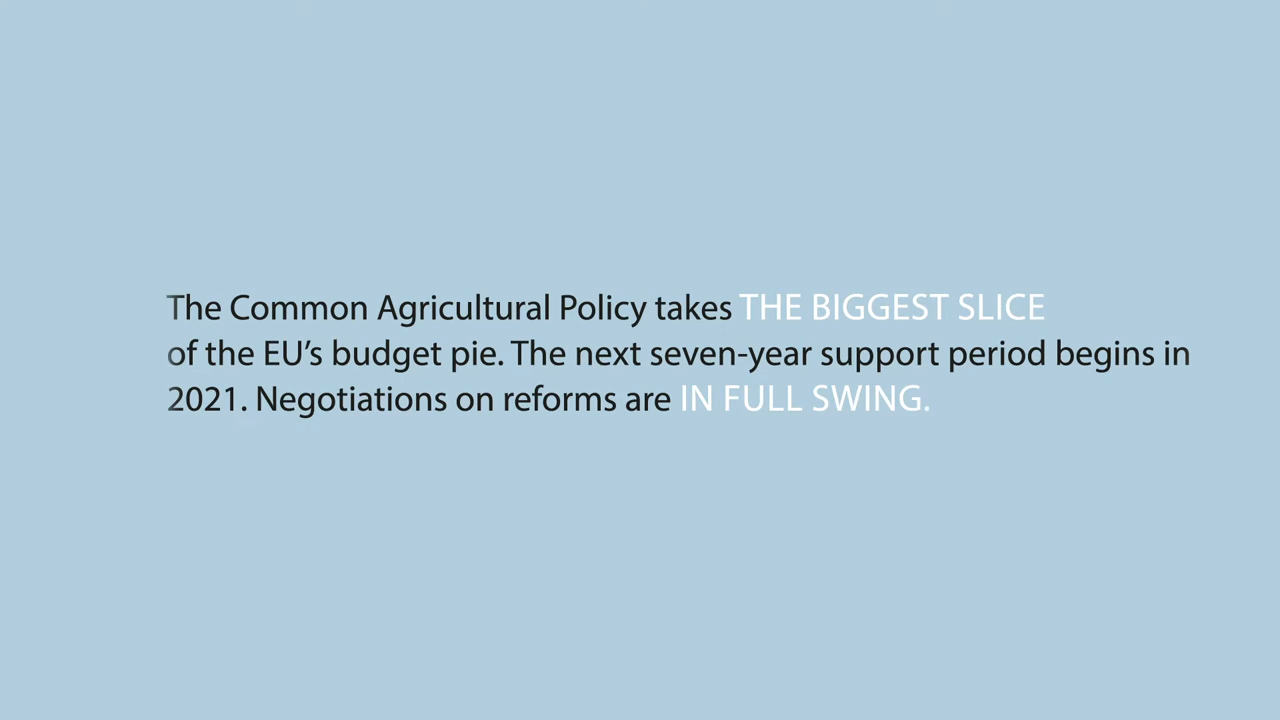 The Common Agricultural Policy takes THE BIGGEST SLICE
of the EU’s budget pie. The next seven-year support period begins in
2021. Negotiations on reforms are IN FULL SWING.